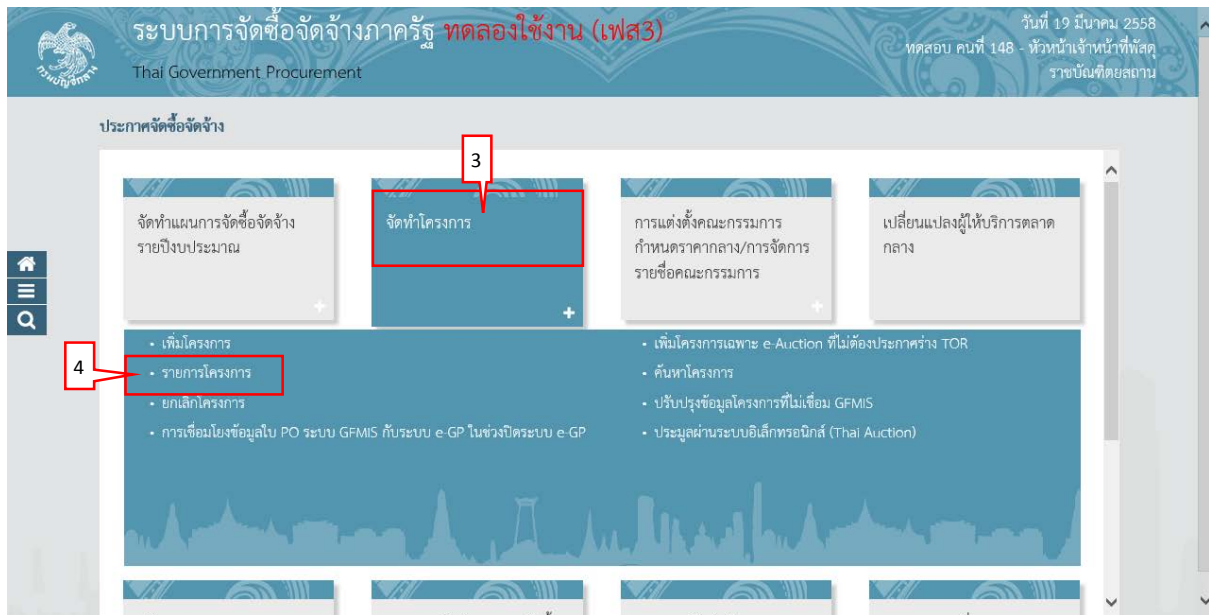 ระบบการจัดซื้อจัดจ้างภาครัฐ ทดลองใช้งาน (เฟส3)
Thai Government Procurement
วันที่ 19 มีนาคม 2558
ทดสอบ คนที่ 148 - หัวหน้าเจ้าหน้าที่พัสดุ
ราชบัณฑิตยสถาน
กรมบัญชีกลาง
ประกาศจัดซื้อจัดจ้าง
3
จัดทำแผนการจัดซื้อจัดจ้าง
รายปีงบประมาณ
จัดทำโครงการ
การแต่งตั้งคณะกรรมการ
กำหนดราคากลาง/การจัดการ
รายชื่อคณะกรรมการ
เปลี่ยนแปลงผู้ให้บริการตลาด
กลาง
4
• เพิ่มโครงการ
• รายการโครงการ
• ยกเลิกโครงการ
• การเชื่อมโยงข้อมูลใบ PO ระบบ GFMIS กับระบบ e-GP ในช่วงปิดระบบ e-GP
• เพิ่มโครงการเฉพาะ e-Auction ที่ไม่ต้องประกาศร่าง TOR
• ค้นหาโครงการ
• ปรับปรุงข้อมูลโครงการที่ไม่เชื่อม GFMIS
• ประมูลผ่านระบบอิเล็กทรอนิกส์ (Thai Auction)